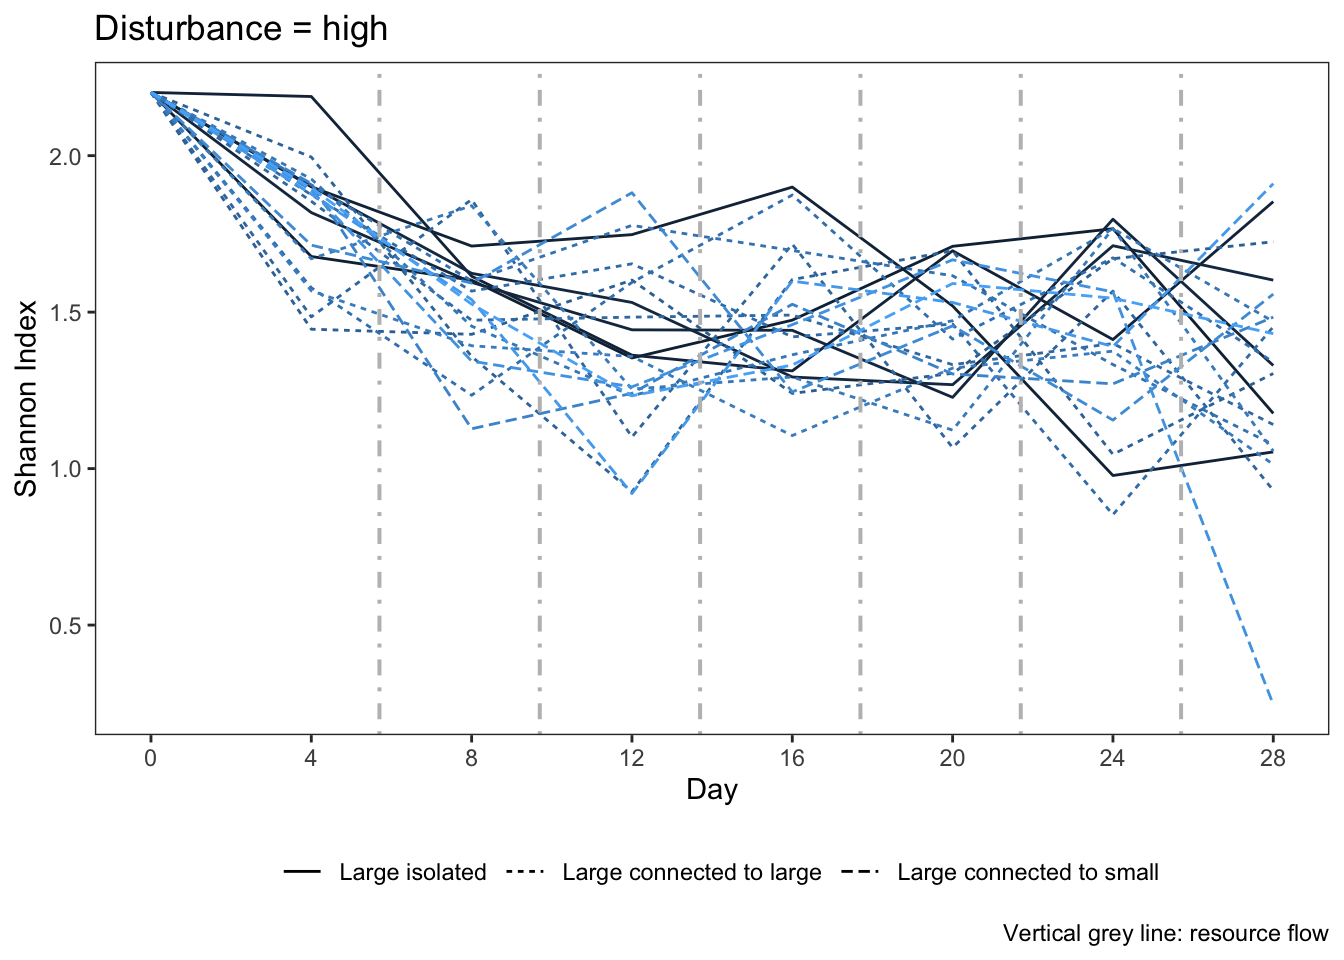 Disturbance = high
Shannon Index
2.0
1.5
1.0
0.5
0 4 8 12 16 20 24 28
Day
Large isolated Large connected to large Large connected to small
Vertical grey line: resource flow